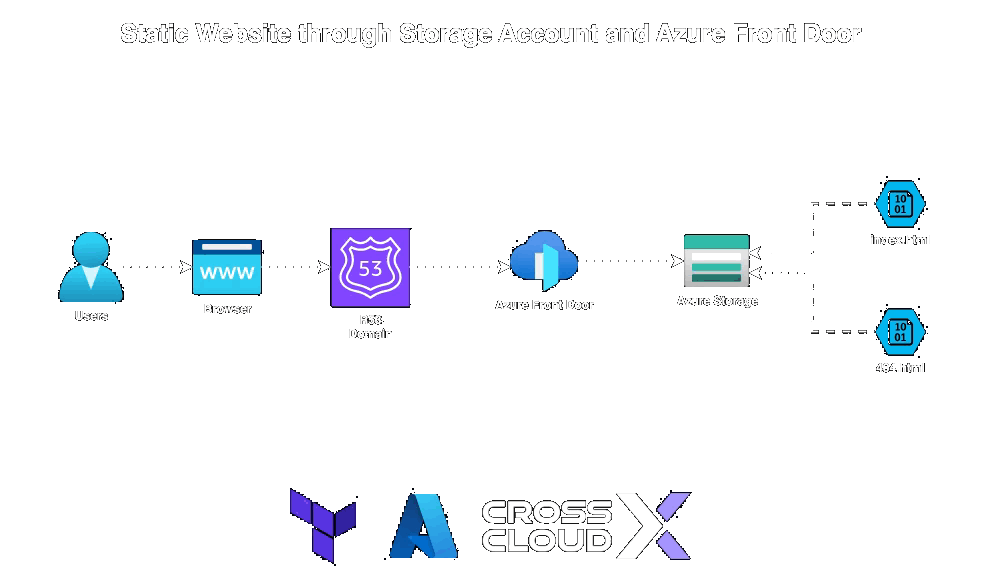 Static Website through Storage Account and Azure Front Door
10
01
index.html
WWW
53
Users
Browser
R53
Domain
Azure Front Door
Azure Storage
10
01
404.html
CROSS
CLOUD